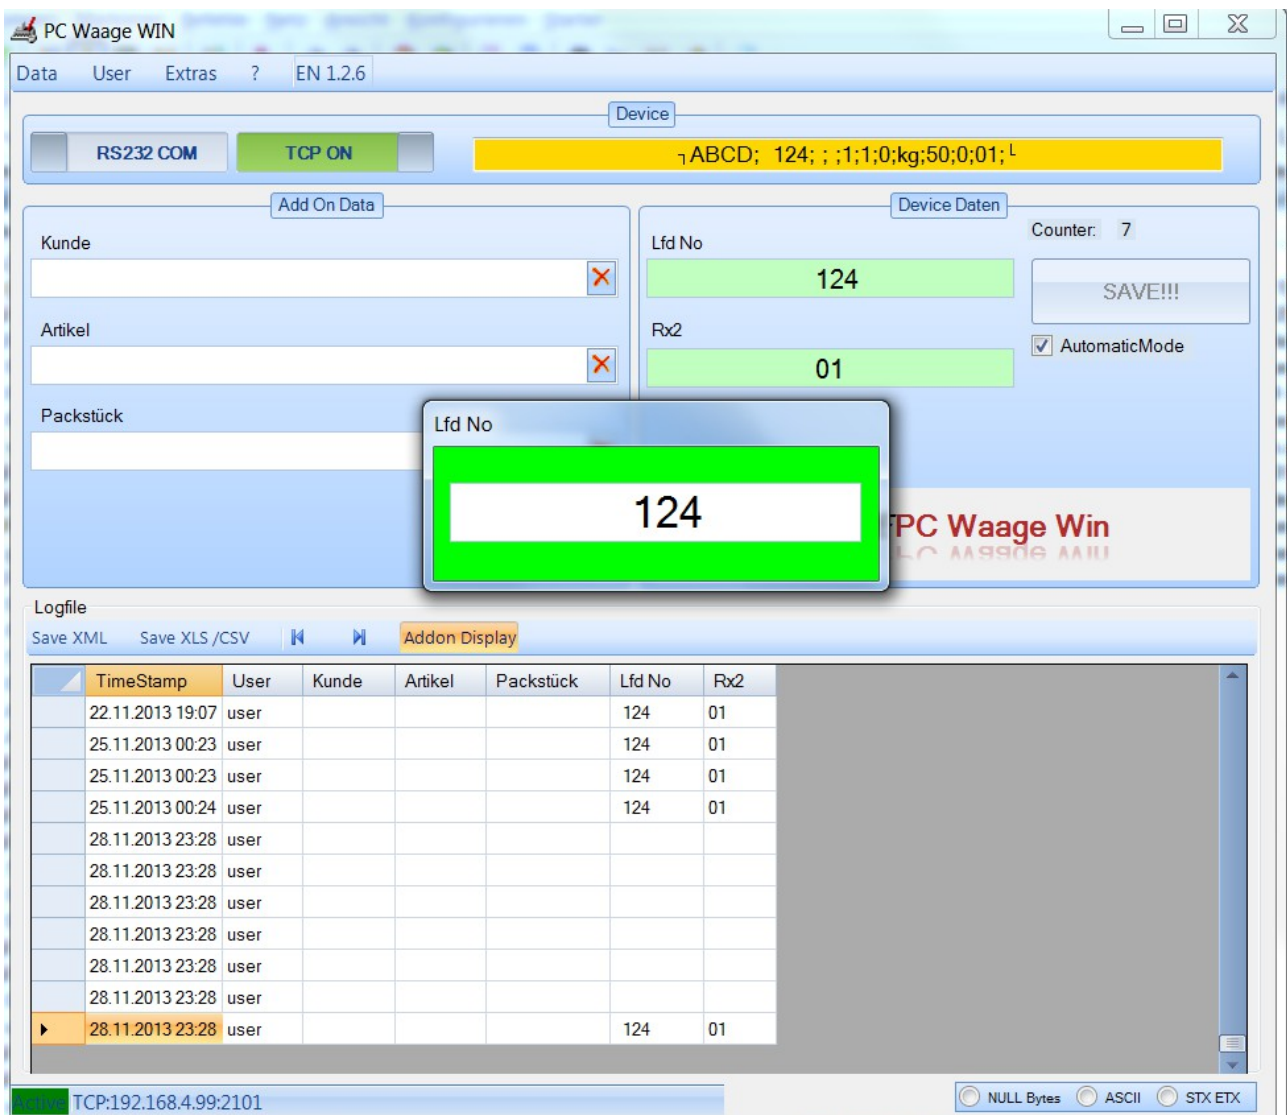 PC Waage WIN
Data User Extras ? EN 1.2.6
Device
RS232 COM TCP ON ┐ABCD; 124; ; ;1;1;0;kg;50;0;01; └
Add On Data
Device Daten
Kunde
Lfd No
Counter: 7
124
SAVE!!!
Artikel
Rx2
AutomaticMode
01
Packstück
Lfd No
124
PC Waage Win
Logfile
Save XML Save XLS /CSV Addon Display
TimeStamp User Kunde Artikel Packstück Lfd No Rx2
22.11.2013 19:07 user 124 01
25.11.2013 00:23 user 124 01
25.11.2013 00:23 user 124 01
25.11.2013 00:24 user 124 01
28.11.2013 23:28 user
28.11.2013 23:28 user
28.11.2013 23:28 user
28.11.2013 23:28 user
28.11.2013 23:28 user
28.11.2013 23:28 user
28.11.2013 23:28 user 124 01
Active TCP:192.168.4.99:2101 NULL Bytes ASCII STX ETX